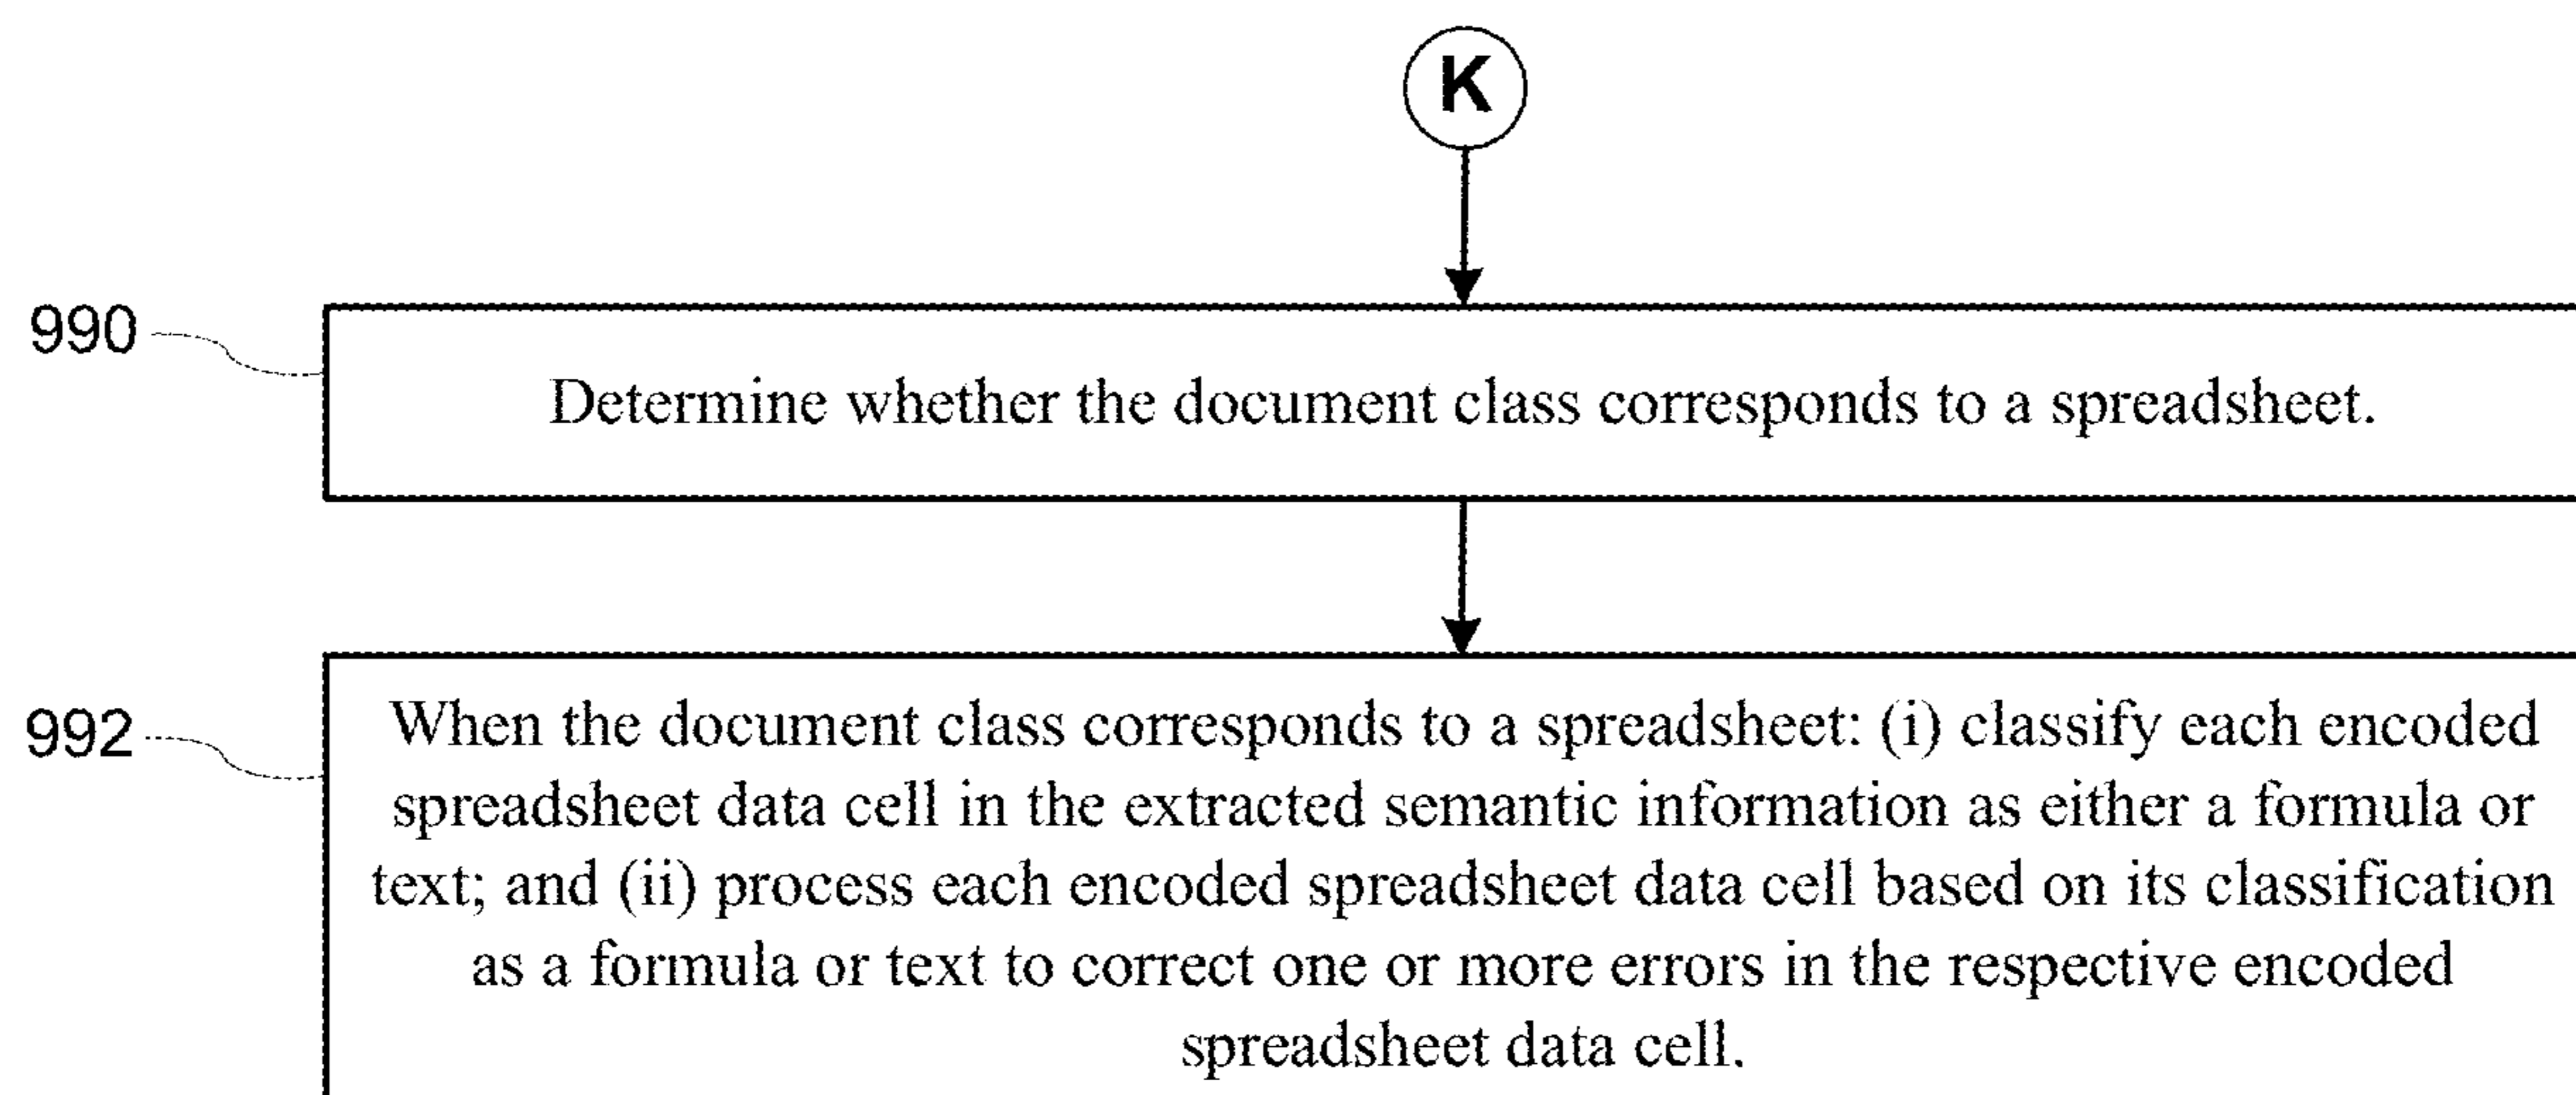 K
990
Determine whether the document class corresponds to a spreadsheet.
992
When the document class corresponds to a spreadsheet: (i) classify each encoded
spreadsheet data cell in the extracted semantic information as either a formula or
text; and (ii) process each encoded spreadsheet data cell based on its classification
as a formula or text to correct one or more errors in the respective encoded
spreadsheet data cell.